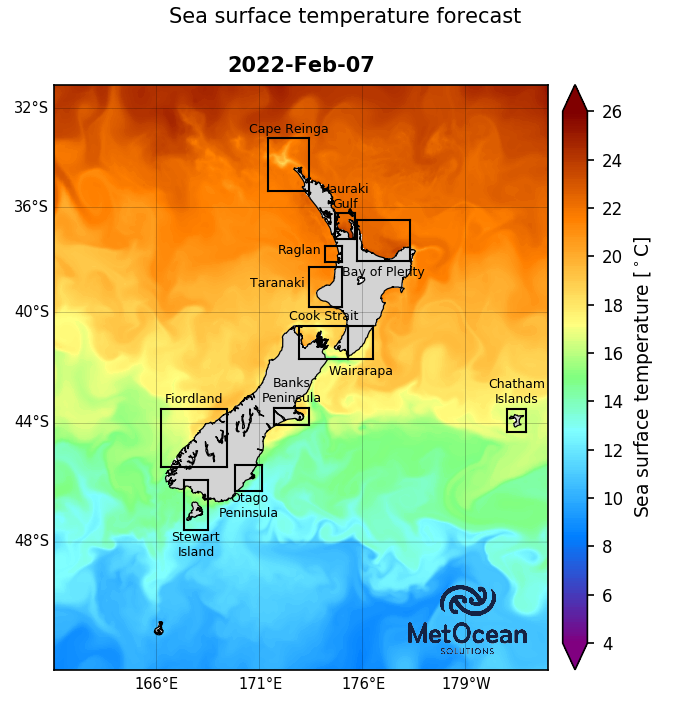 Sea surface temperature forecast
2022-Feb-07
32°S
36°S
40°S
44°S
48°S
166°E
171°E
176°E
179°W
Cape Reinga
Hauraki
Gulf
Raglan
Bay of Plenty
Taranaki
Cook Strait
Wairarapa
Banks
Peninsula
Fiordland
Chatham
Islands
Otago
Peninsula
Stewart
Island
MetOcean
SOLUTIONS
26
24
22
20
18
16
14
12
10
8
6
4
Sea surface temperature [°C]